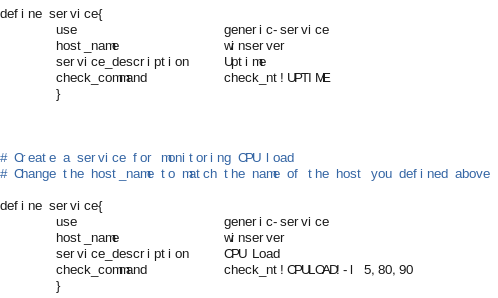 define service{
use generic-service
host_name winserver
service_description Uptime
check_command check_nt!UPTIME
}
# Create a service for monitoring CPU load
# Change the host_name to match the name of the host you defined above
define service{
use generic-service
host_name winserver
service_description CPU Load
check_command check_nt!CPULOAD!-l 5,80,90
}